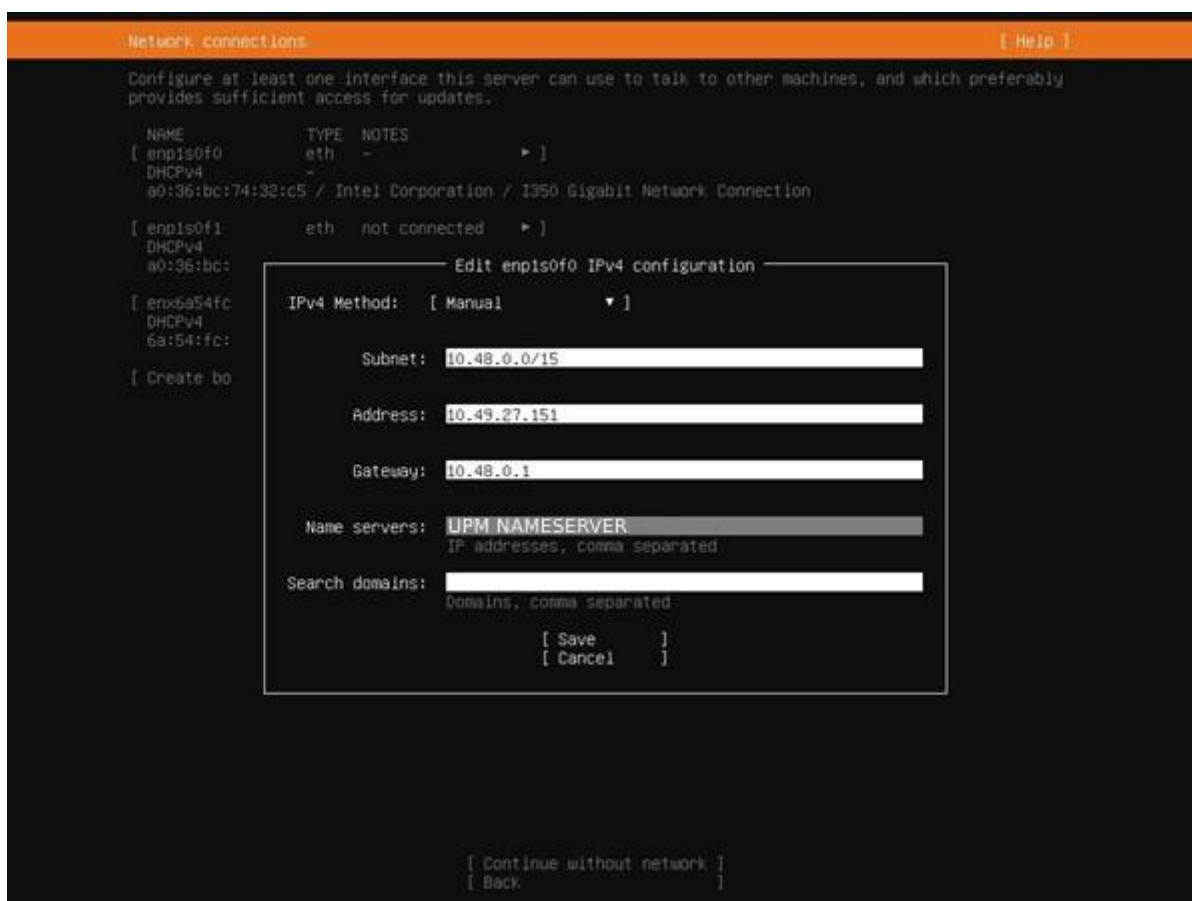 Network connections [ Help ]
Configure at least one interface this server can use to talk to other machines, and which preferably
provides sufficient access for updates.
NAME TYPE NOTES
[ enp1s0f0 eth - ▸ ]
DHCPv4 -
a0:36:bc:74:32:c5 / Intel Corporation / I350 Gigabit Network Connection
[ enp1s0f1 eth not connected ▸ ]
DHCPv4
a0:36:bc:
Edit enp1s0f0 IPv4 configuration
[ enx6a54fc
DHCPv4
6a:54:fc:
[ Create bo
IPv4 Method: [ Manual ▾ ]
Subnet: 10.48.0.0/15
Address: 10.49.27.151
Gateway: 10.48.0.1
Name servers: UPM NAMESERVER
IP addresses, comma separated
Search domains:
Domains, comma separated
[ Save ]
[ Cancel ]
[ Continue without network ]
[ Back ]